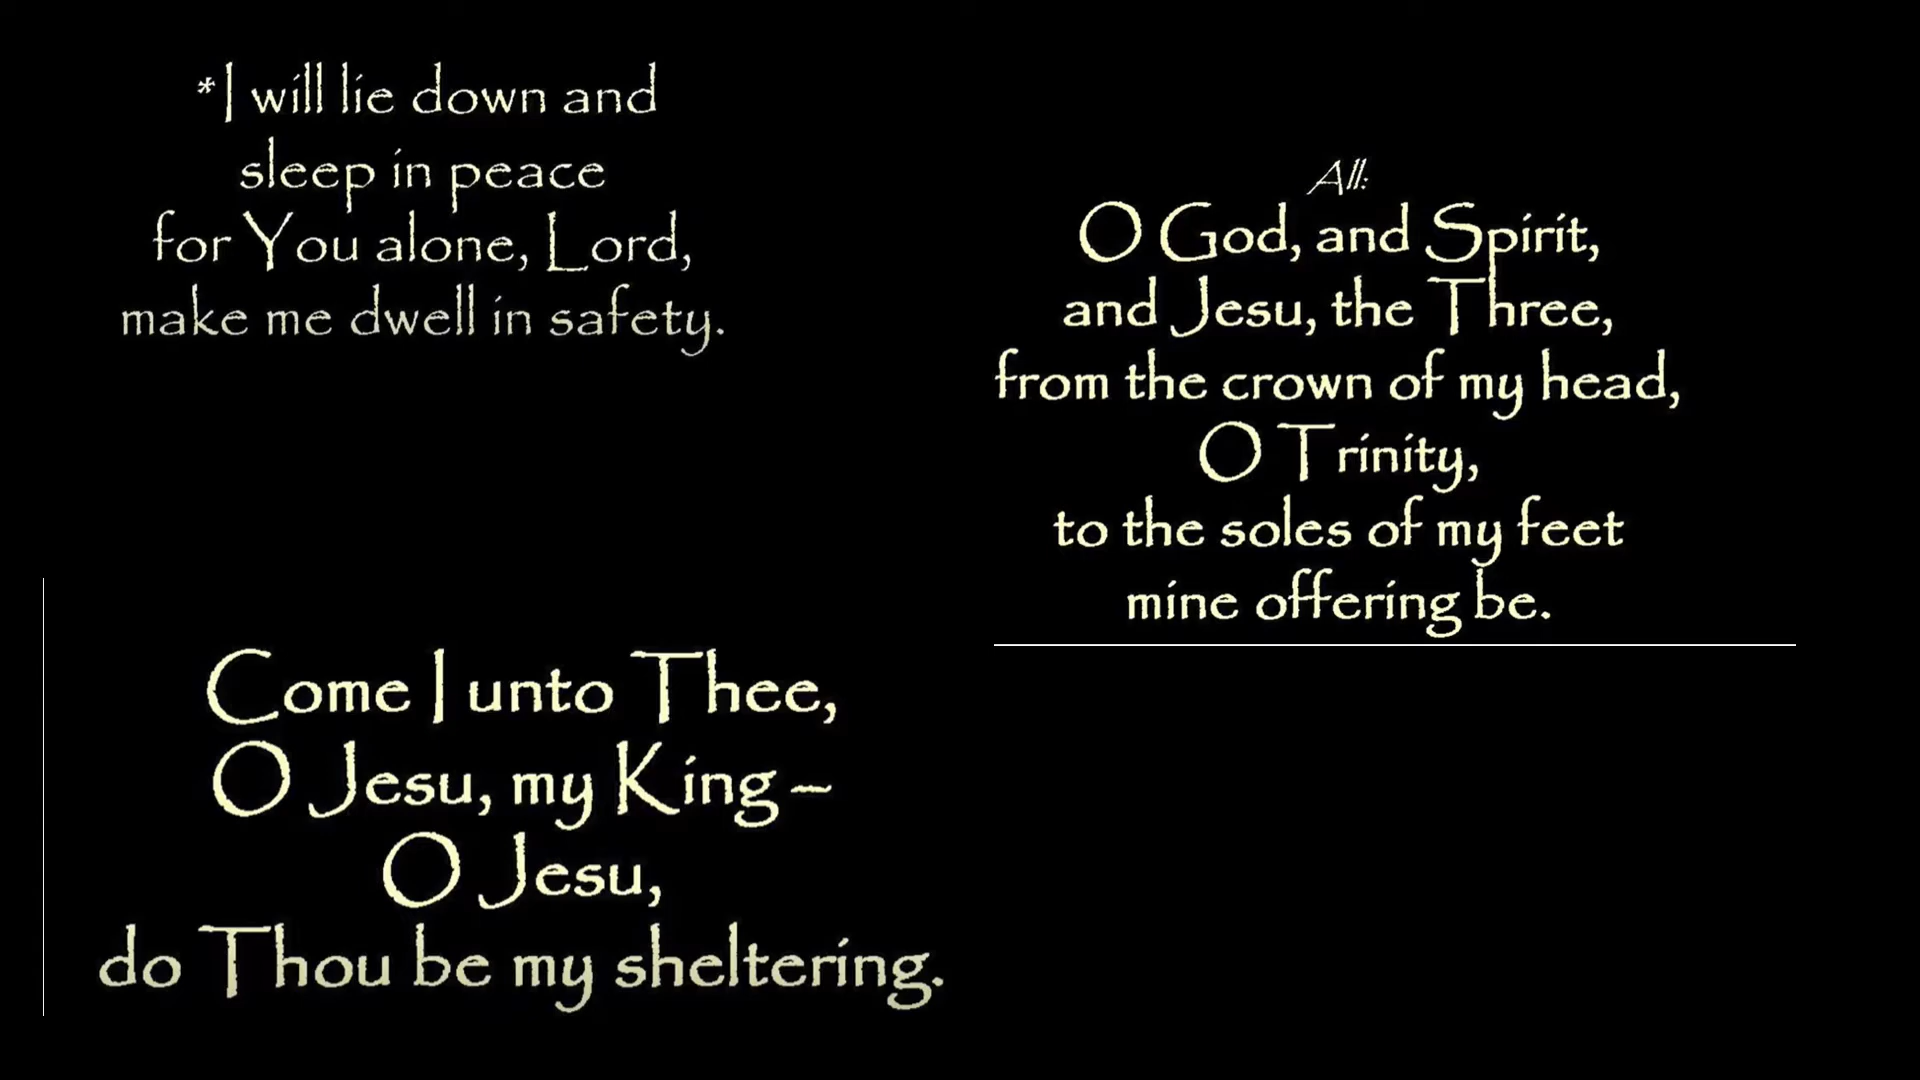 *I will lie down and
sleep in peace
for You alone, Lord,
make me dwell in safety.
All:
O God, and Spirit,
and Jesu, the Three,
from the crown of my head,
O Trinity,
to the soles of my feet
mine offering be.
Come I unto Thee,
O Jesu, my King –
O Jesu,
do Thou be my sheltering.